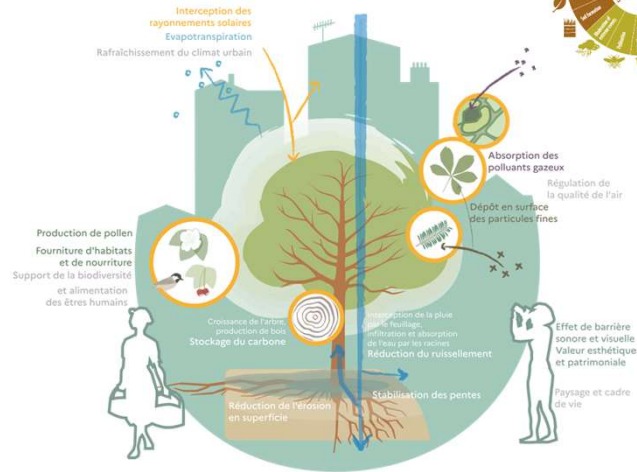 Interception des
rayonnements solaires
Evapotranspiration
Rafraîchissement du climat urbain
Absorption des
polluants gazeux
Régulation de
la qualité de l'air
Dépôt en surface
des particules fines
Production de pollen
Fourniture d'habitats
et de nourriture
Support de la biodiversité
et alimentation
des êtres humains
Croissance de l'arbre,
production de bois
Stockage du carbone
Interception de la pluie
par le feuillage,
infiltration et absorption
de l'eau par les racines
Réduction du ruissellement
Effet de barrière
sonore et visuelle
Valeur esthétique
et patrimoniale
Paysage et cadre
de vie
Stabilisation des pentes
Réduction de l'érosion
en superficie